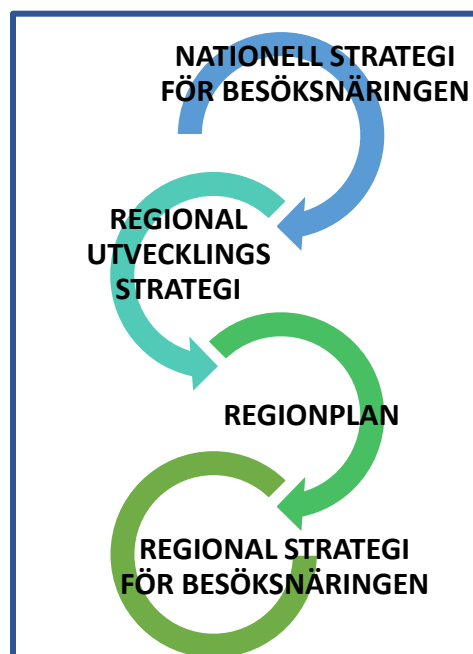 NATIONELL STRATEGI
FÖR BESÖKSNÄRINGEN
REGIONAL
UTVECKLINGS
STRATEGI
REGIONPLAN
REGIONAL STRATEGI
FÖR BESÖKSNÄRINGEN